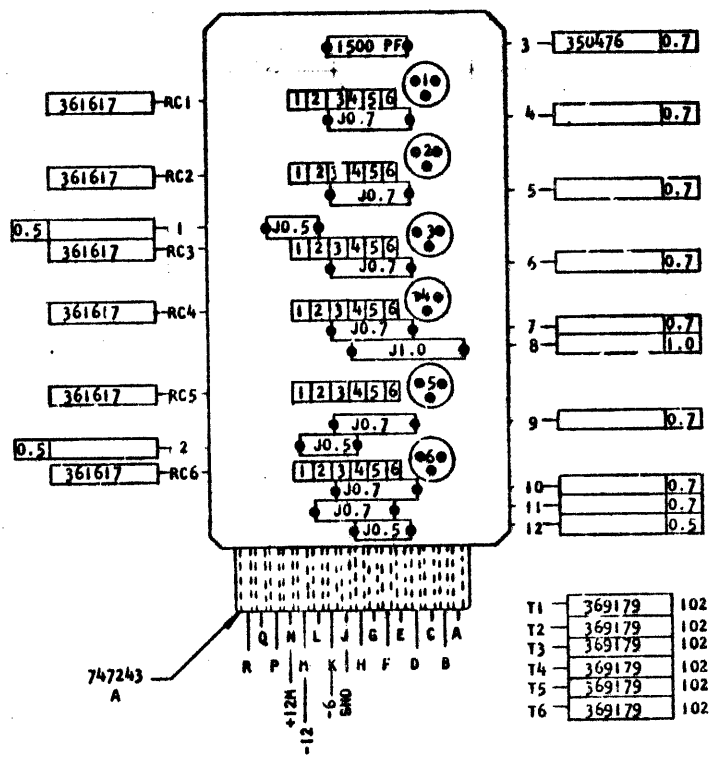 1500 PF
3 350476 0.7
1
361617 RC1 1 2 3 4 5 6
J0.7
4 0.7
2
361617 RC2 1 2 3 4 5 6
J0.7
5 0.7
0.5 1 J0.5
3
361617 RC3 1 2 3 4 5 6
J0.7
6 0.7
4
361617 RC4 1 2 3 4 5 6
J0.7
7 0.7
J1.0
8 1.0
5
361617 RC5 1 2 3 4 5 6
J0.7
9 0.7
0.5 2 J0.5
6
361617 RC6 1 2 3 4 5 6
J0.7
10 0.7
J0.7
11 0.7
J0.5
12 0.5
Q N L J G E C A
R P M K H F D B
747243
A
+12M
-12
-6
GND
T1 369179 102
T2 369179 102
T3 369179 102
T4 369179 102
T5 369179 102
T6 369179 102